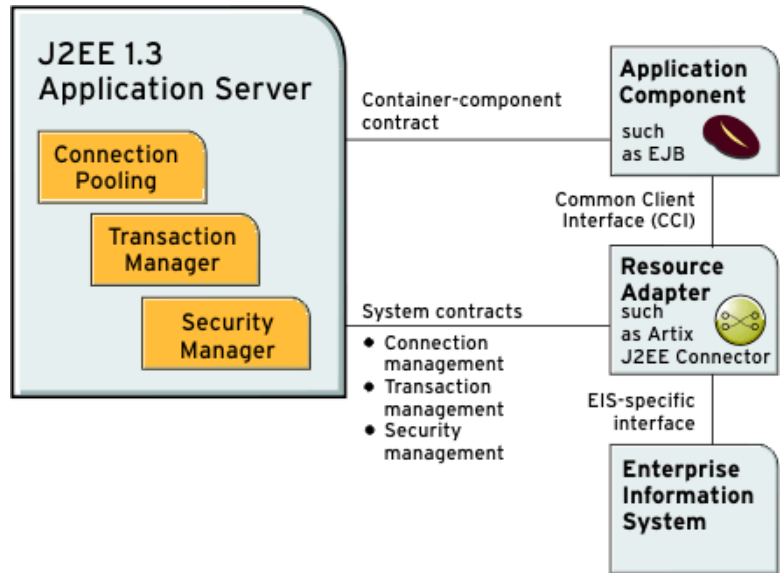 J2EE 1.3
Application Server
Connection
Pooling
Transaction
Manager
Security
Manager
Container-component
contract
System contracts
● Connection
management
● Transaction
management
● Security
management
Application
Component
such
as EJB
Common Client
Interface (CCI)
Resource
Adapter
such
as Artix
J2EE Connector
EIS-specific
interface
Enterprise
Information
System